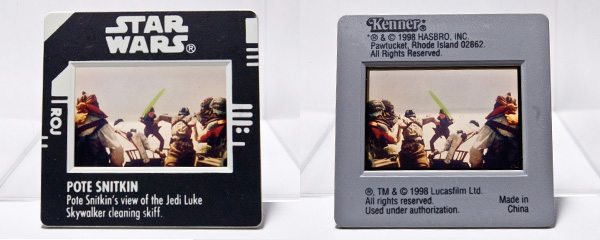 STAR
WARS®
ROJ
POTE SNITKIN
Pote Snitkin's view of the Jedi Luke
Skywalker cleaning skiff.
Kenner®
*® & © 1998 HASBRO, INC.
Pawtucket, Rhode Island 02862.
All Rights Reserved.
®, TM & © 1998 Lucasfilm Ltd.
All rights reserved.
Used under authorization.
Made in
China